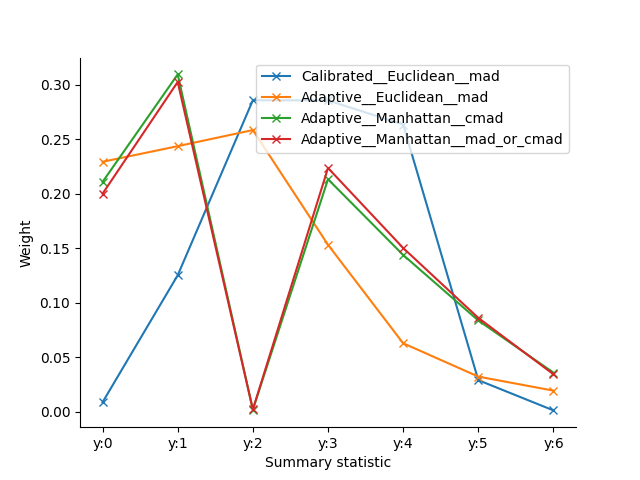 Calibrated__Euclidean__mad
Adaptive__Euclidean__mad
Adaptive__Manhattan__cmad
Adaptive__Manhattan__mad_or_cmad
0.30
0.25
0.20
0.15
0.10
0.05
0.00
Weight
y:0 y:1 y:2 y:3 y:4 y:5 y:6
Summary statistic